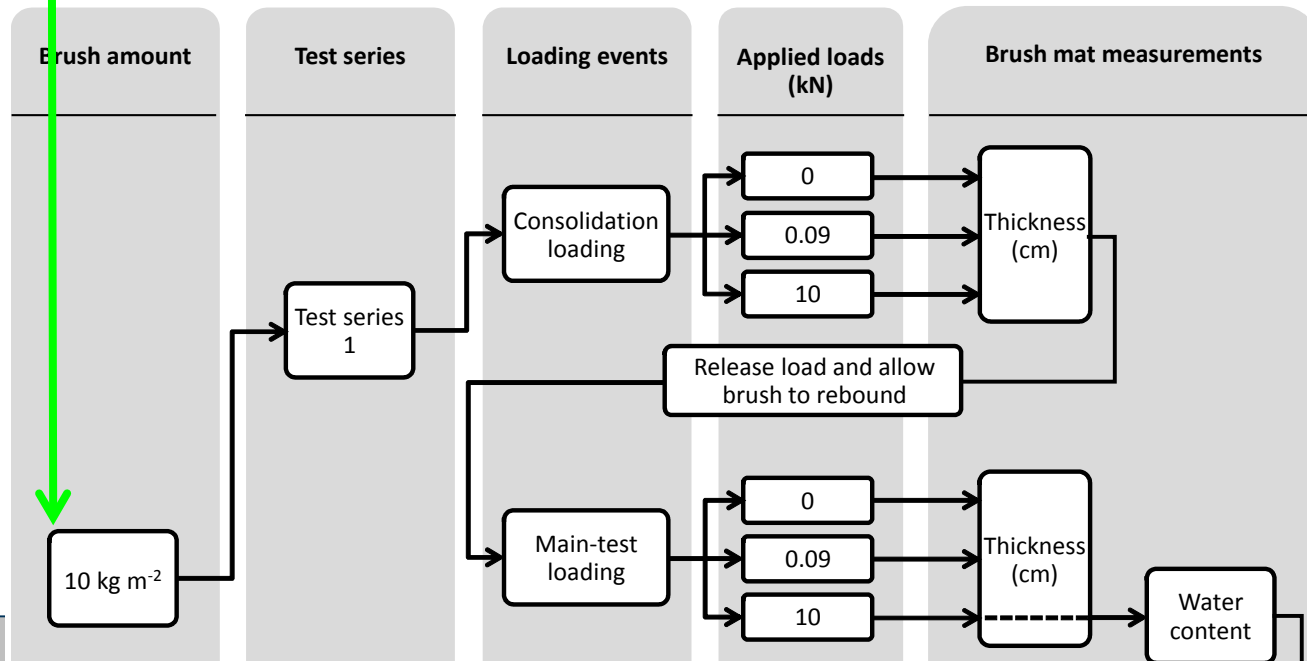 Brush amount
Test series
Loading events
Applied loads
(kN)
Brush mat measurements
0
Consolidation
loading
0.09
Thickness
(cm)
10
Test series
1
Release load and allow
brush to rebound
0
Main-test
loading
0.09
Thickness
(cm)
10 kg m⁻²
10
Water
content